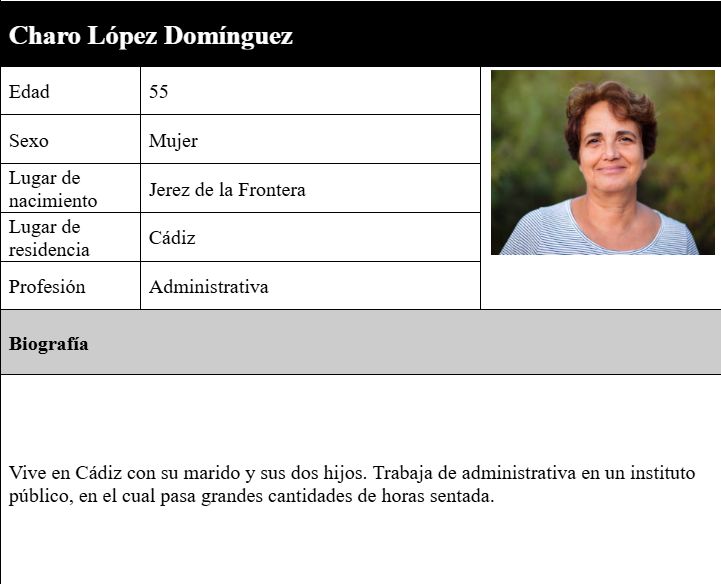 Charo López Domínguez
Edad
55
Sexo
Mujer
Lugar de
nacimiento
Jerez de la Frontera
Lugar de
residencia
Cádiz
Profesión
Administrativa
Biografía
Vive en Cádiz con su marido y sus dos hijos. Trabaja de administrativa en un instituto
público, en el cual pasa grandes cantidades de horas sentada.